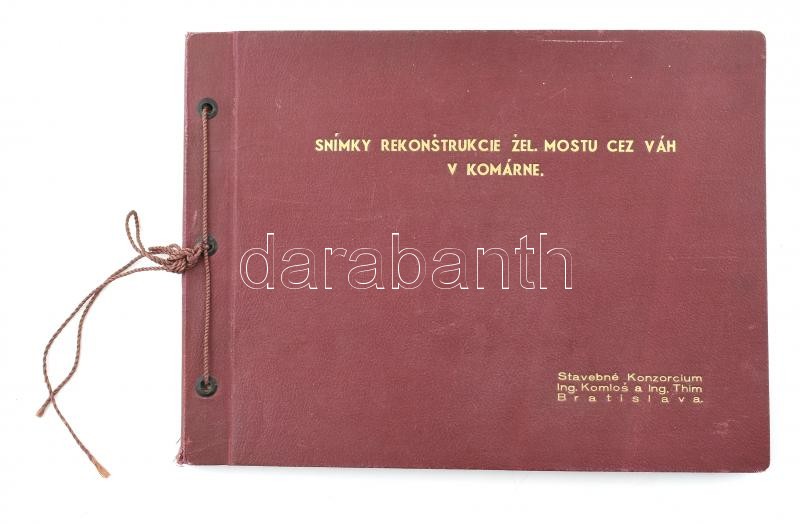 SNÍMKY REKONŠTRUKCIE ŽEL. MOSTU CEZ VÁH
V KOMÁRNE.
darabanth
Stavebné Konzorcium
Ing. Komloš a Ing. Thim
Bratislava.